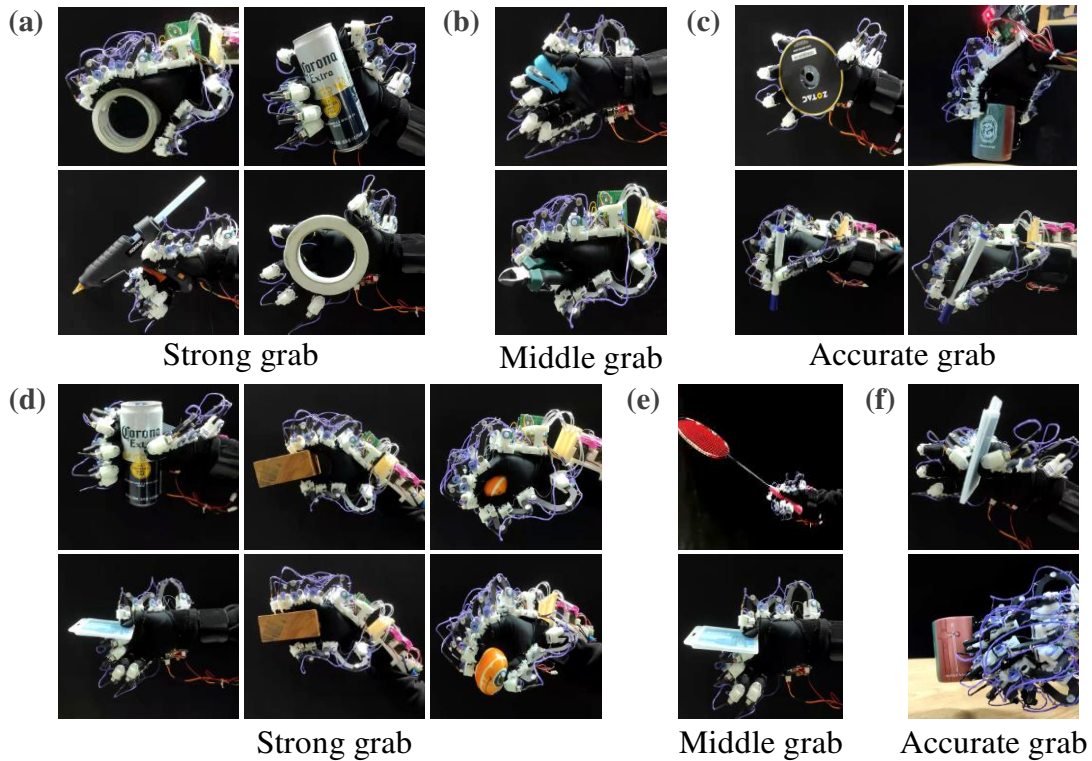 (a)
Corona
Extra
(b)
(c)
ZOTAC
Strong grab
Middle grab
Accurate grab
(d)
Corona
Extra
(e)
(f)
Strong grab
Middle grab
Accurate grab